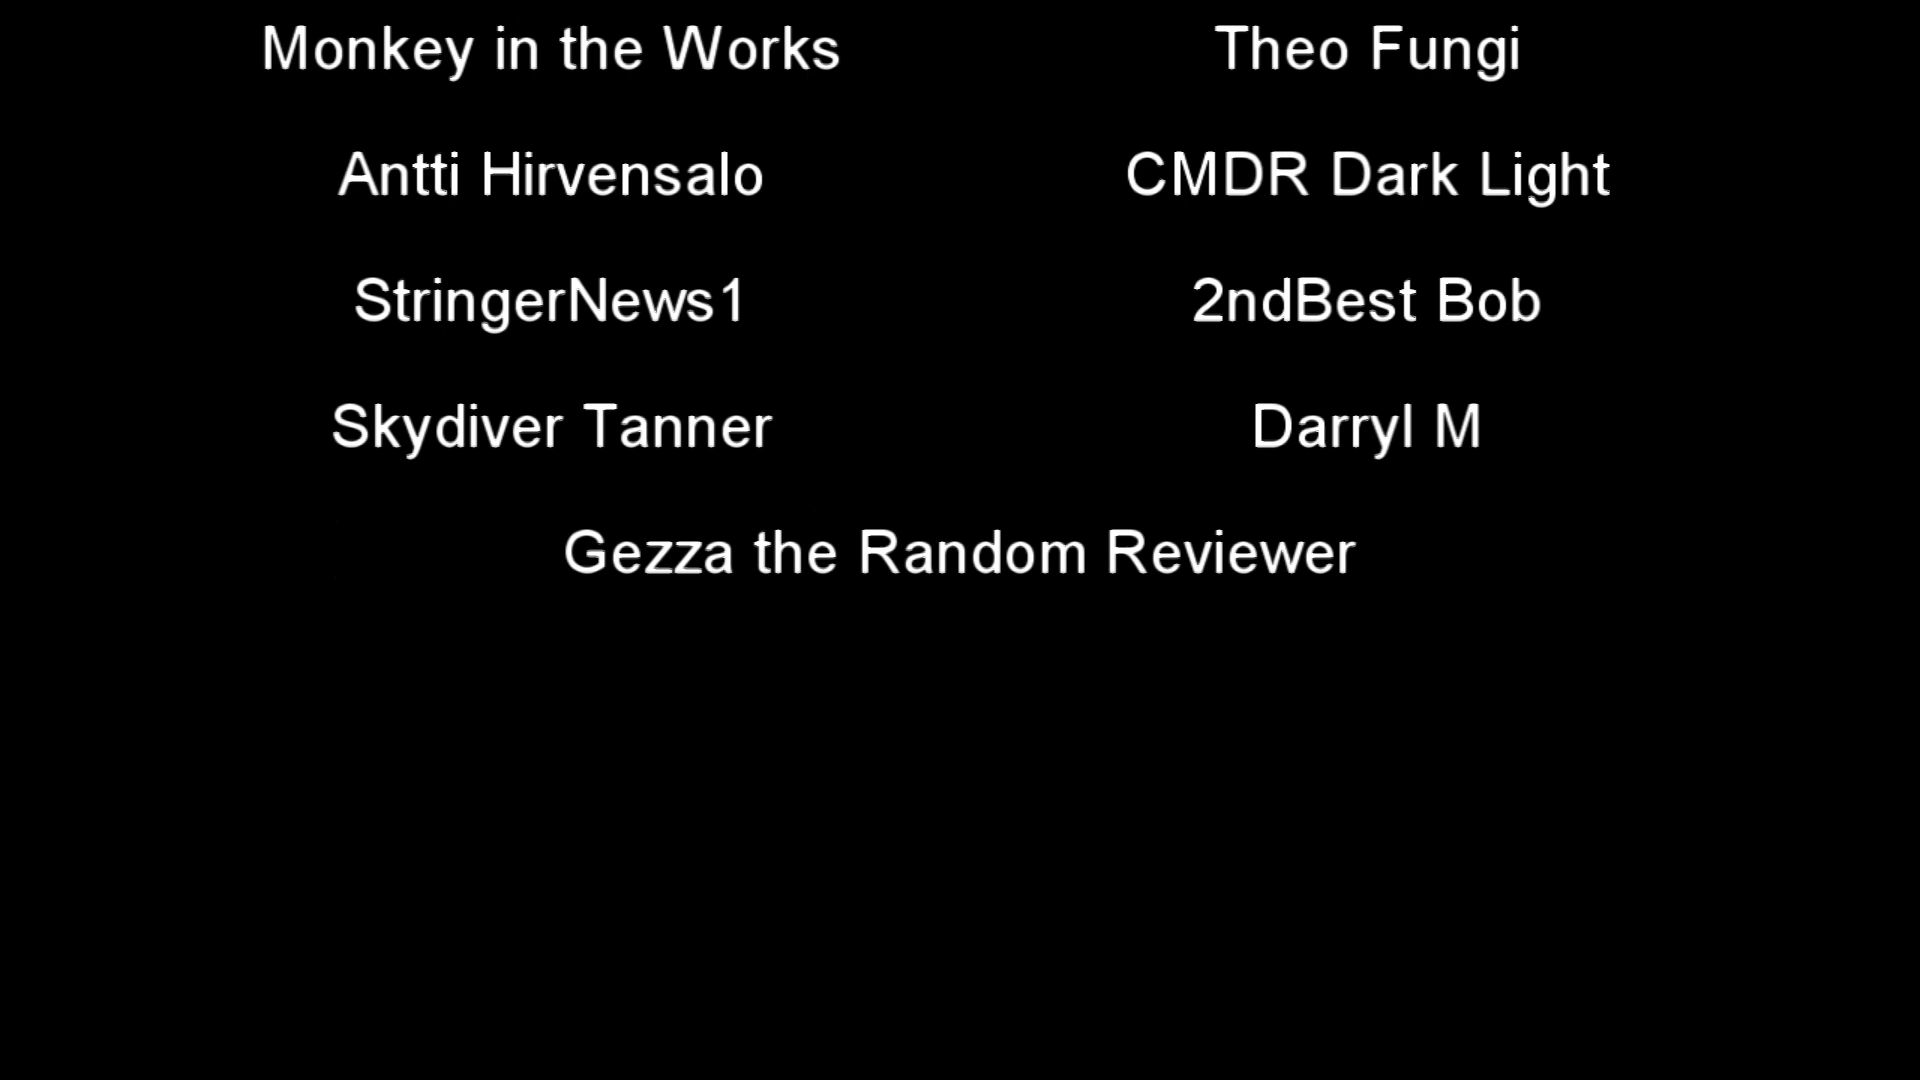 Monkey in the Works
Theo Fungi
Antti Hirvensalo
CMDR Dark Light
StringerNews1
2ndBest Bob
Skydiver Tanner
Darryl M
Gezza the Random Reviewer